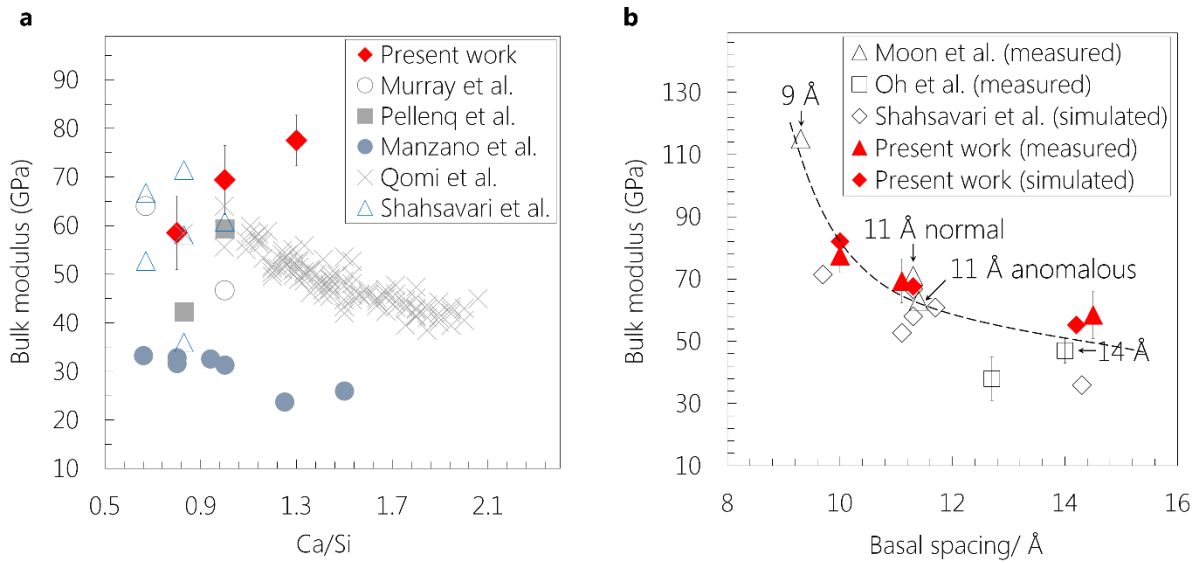 a
Bulk modulus (GPa)
90
80
70
60
50
40
30
20
10
0.5 0.9 1.3 1.7 2.1
Ca/Si
Present work
Murray et al.
Pellenq et al.
Manzano et al.
Qomi et al.
Shahsavari et al.
b
Bulk modulus (GPa)
130
110
90
70
50
30
10
8 10 12 14 16
Basal spacing/ Å
Moon et al. (measured)
Oh et al. (measured)
Shahsavari et al. (simulated)
Present work (measured)
Present work (simulated)
9 Å
11 Å normal
11 Å anomalous
14 Å